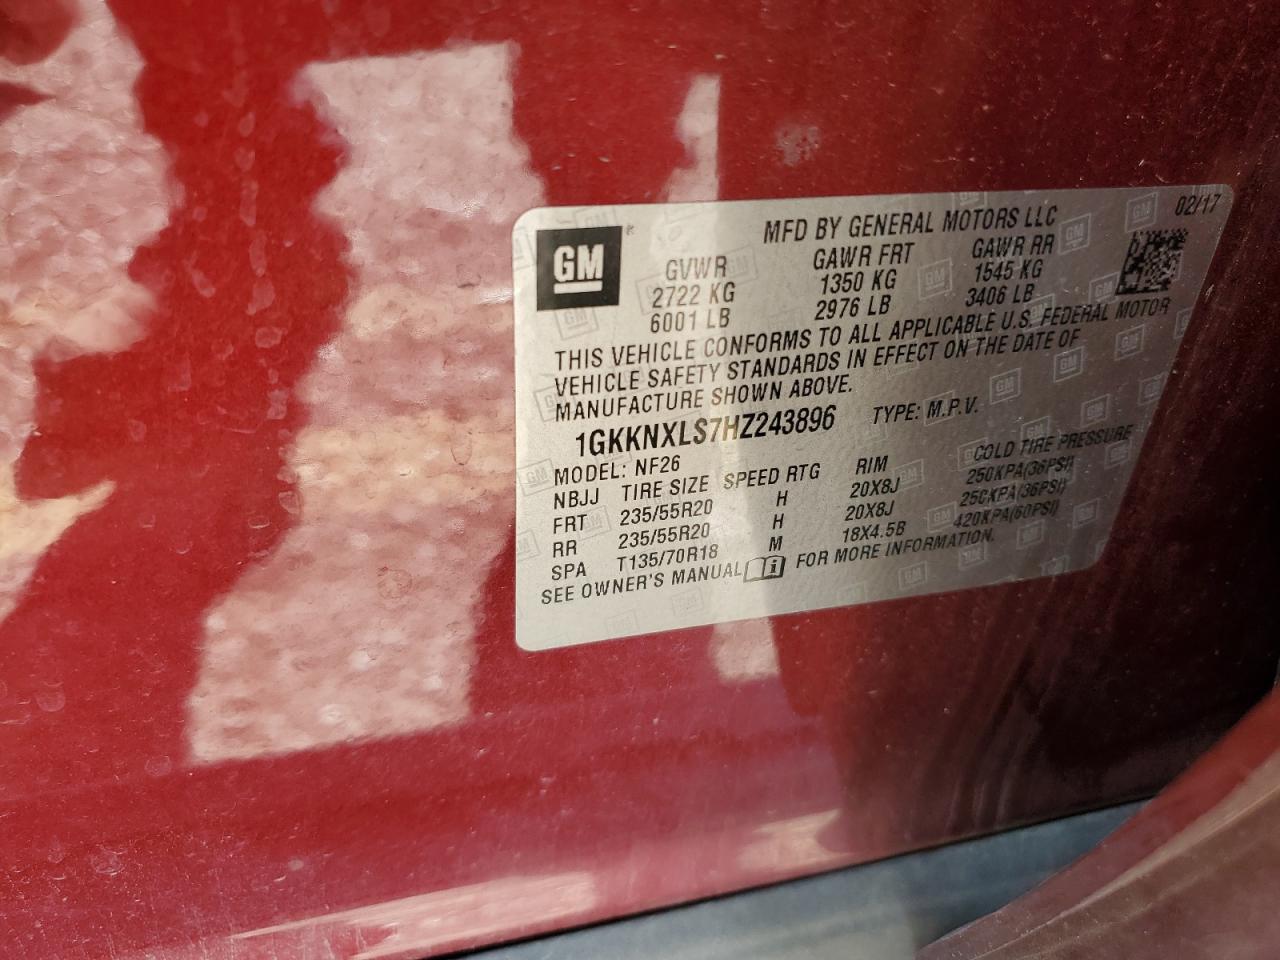 02/17
MFD BY GENERAL MOTORS LLC
GM ®
GVWR GAWR FRT GAWR RR
2722 KG 1350 KG 1545 KG
6001 LB 2976 LB 3406 LB
THIS VEHICLE CONFORMS TO ALL APPLICABLE U.S. FEDERAL MOTOR
VEHICLE SAFETY STANDARDS IN EFFECT ON THE DATE OF
MANUFACTURE SHOWN ABOVE.
1GKKNXLS7HZ243896 TYPE: M.P.V.
MODEL: NF26
NBJJ TIRE SIZE SPEED RTG RIM COLD TIRE PRESSURE
FRT 235/55R20 H 20X8J 250KPA(36PSI)
RR 235/55R20 H 20X8J 250KPA(36PSI)
SPA T135/70R18 M 18X4.5B 420KPA(60PSI)
SEE OWNER'S MANUAL FOR MORE INFORMATION.